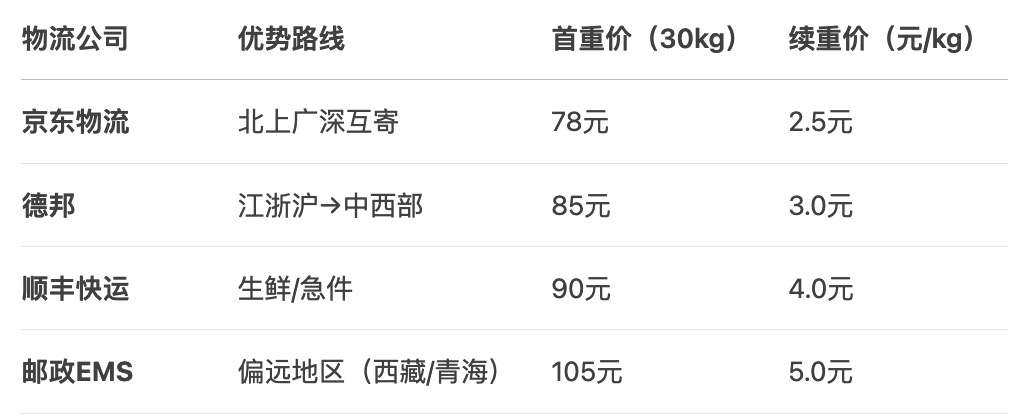 物流公司 优势路线 首重价（30kg） 续重价（元/kg）
京东物流 北上广深互寄 78元 2.5元
德邦 江浙沪→中西部 85元 3.0元
顺丰快运 生鲜/急件 90元 4.0元
邮政EMS 偏远地区（西藏/青海） 105元 5.0元